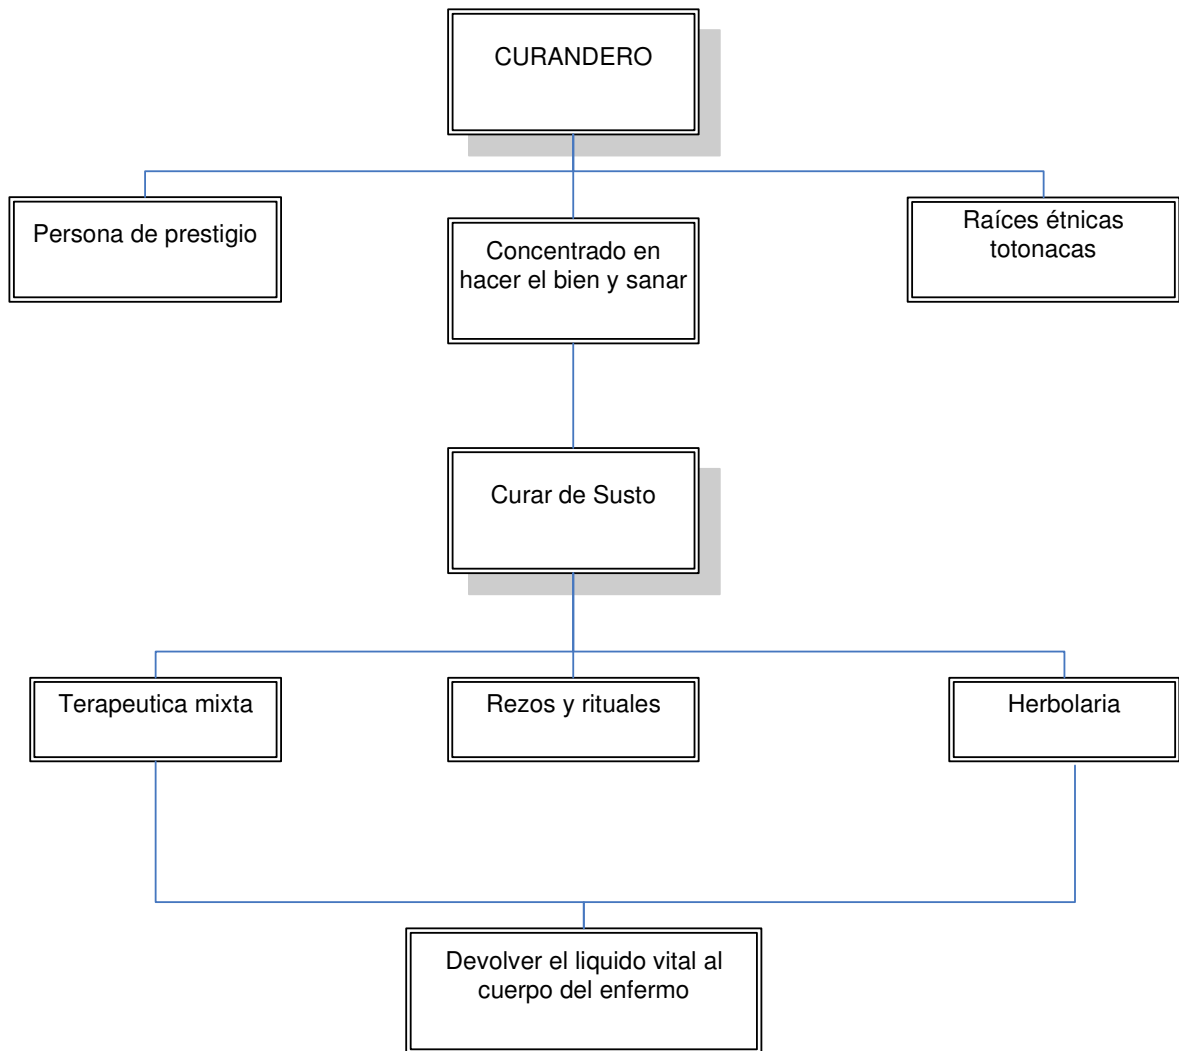 CURANDERO
Persona de prestigio
Concentrado en
hacer el bien y sanar
Raíces étnicas
totonacas
Curar de Susto
Terapeutica mixta
Rezos y rituales
Herbolaria
Devolver el liquido vital al
cuerpo del enfermo